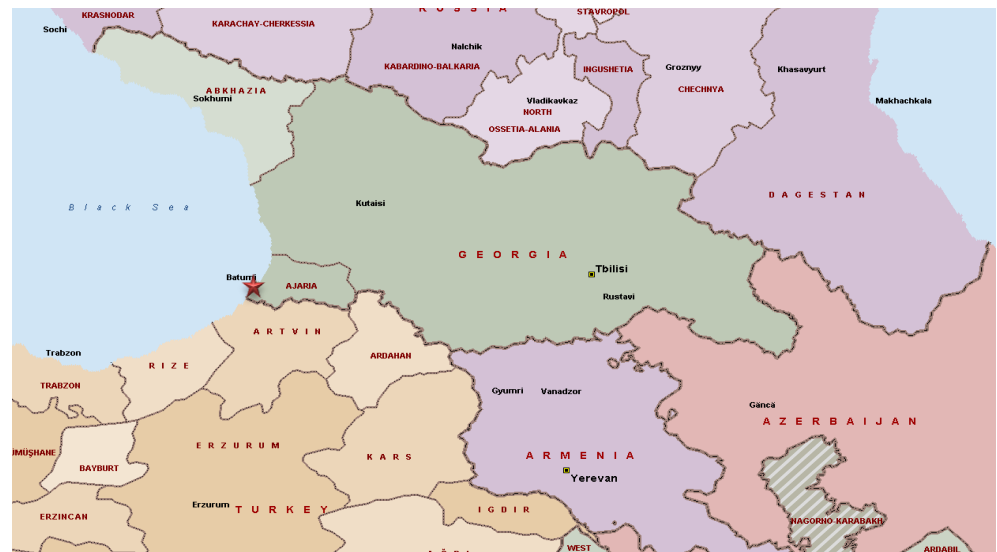 RUSSIA
STAVROPOL
KRASNODAR
KARACHAY-CHERKESSIA
Sochi
Nalchik
KABARDINO-BALKARIA
INGUSHETIA
Groznyy
Khasavyurt
CHECHNYA
ABKHAZIA
Sokhumi
Vladikavkaz
Makhachkala
NORTH
OSSETIA-ALANIA
DAGESTAN
Kutaisi
Black Sea
GEORGIA
Tbilisi
Batumi
AJARIA
Rustavi
ARTVIN
Trabzon
ARDAHAN
RIZE
TRABZON
Gyumri
Vanadzor
Gäncä
AZERBAIJAN
ERZURUM
ÜMÜŞHANE
KARS
ARMENIA
BAYBURT
Yerevan
Erzurum
TURKEY
IGDIR
ERZINCAN
NAGORNO-KARABAKH
WEST
ARDABIL